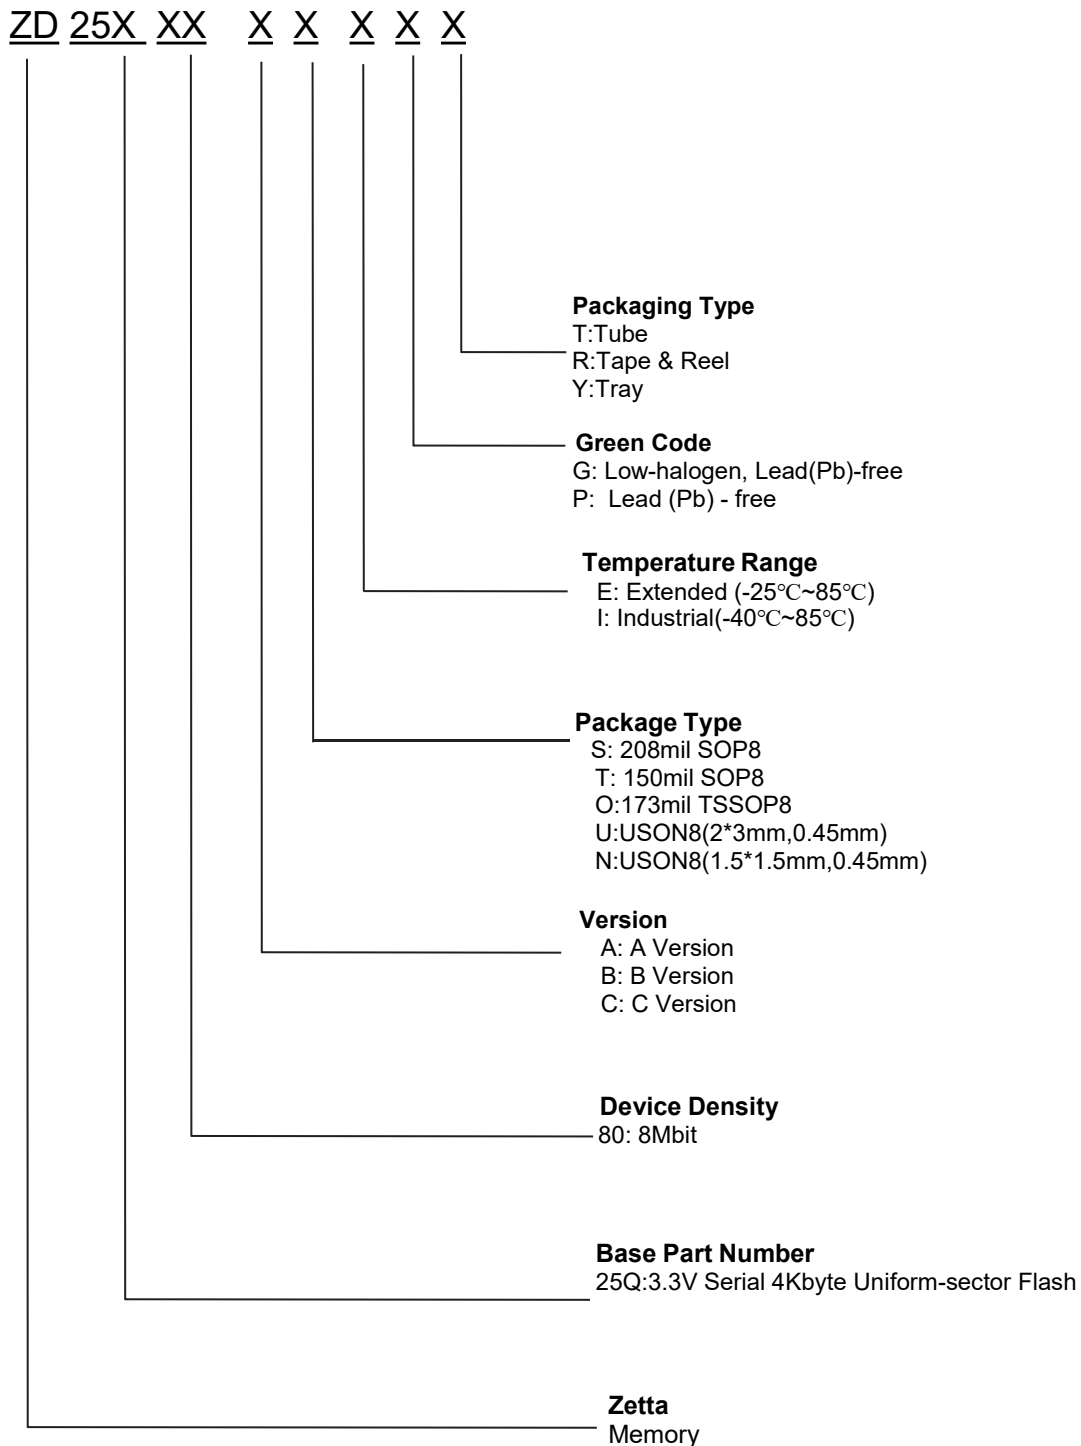 ZD 25X XX X X X X X
Packaging Type
T:Tube
R:Tape & Reel
Y:Tray
Green Code
G: Low-halogen, Lead(Pb)-free
P: Lead (Pb) - free
Temperature Range
E: Extended (-25℃~85℃)
I: Industrial(-40℃~85℃)
Package Type
S: 208mil SOP8
T: 150mil SOP8
O:173mil TSSOP8
U:USON8(2*3mm,0.45mm)
N:USON8(1.5*1.5mm,0.45mm)
Version
A: A Version
B: B Version
C: C Version
Device Density
80: 8Mbit
Base Part Number
25Q:3.3V Serial 4Kbyte Uniform-sector Flash
Zetta
Memory